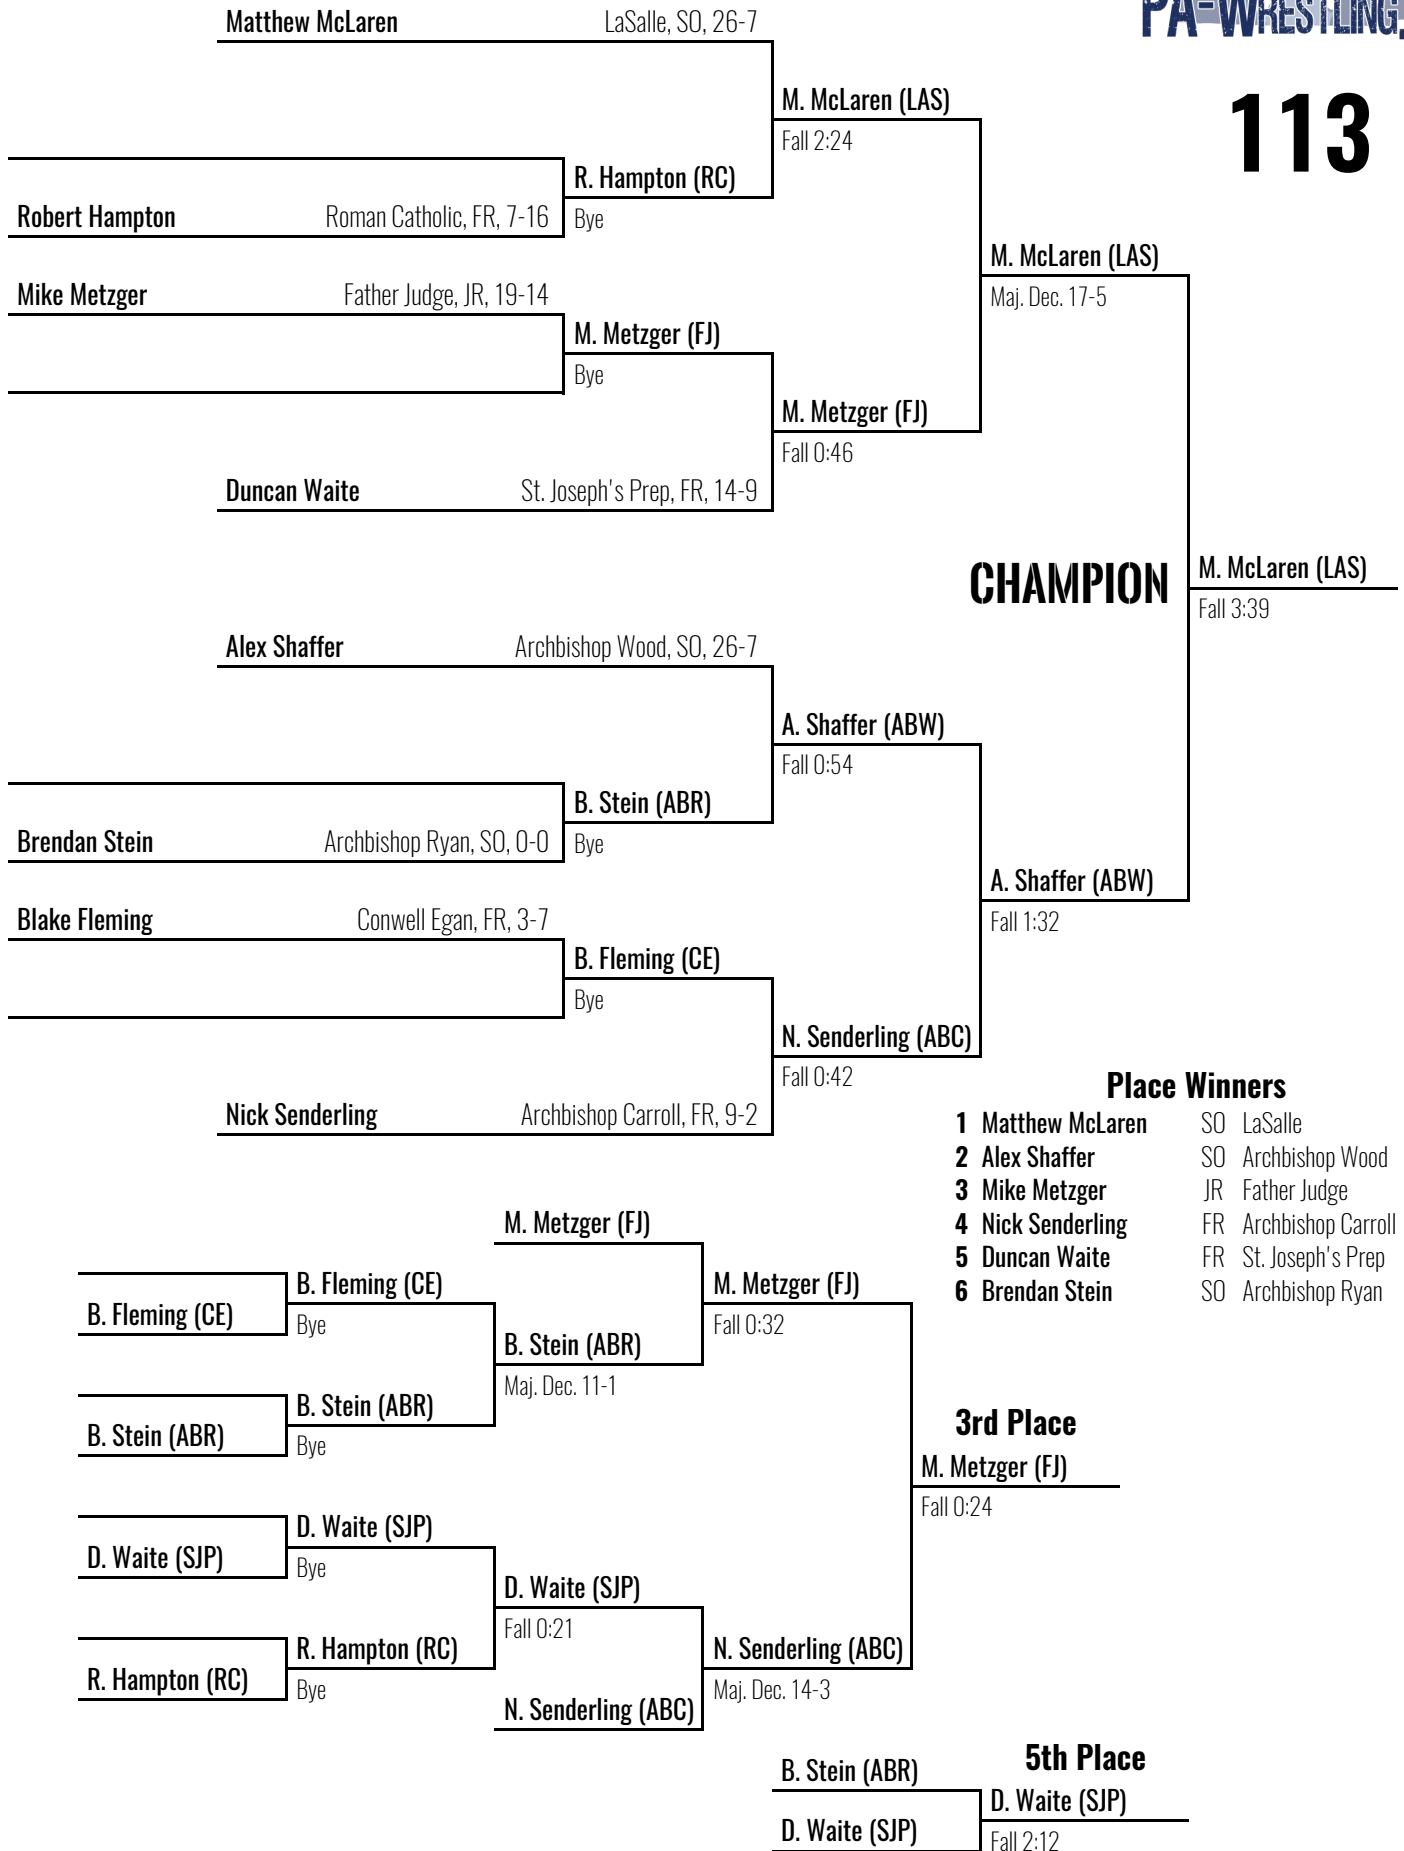 PA-WRESTLING.
113
Matthew McLaren LaSalle, SO, 26-7
M. McLaren (LAS)
Fall 2:24
R. Hampton (RC)
Robert Hampton Roman Catholic, FR, 7-16
Bye
M. McLaren (LAS)
Maj. Dec. 17-5
Mike Metzger Father Judge, JR, 19-14
M. Metzger (FJ)
Bye
M. Metzger (FJ)
Fall 0:46
Duncan Waite St. Joseph's Prep, FR, 14-9
CHAMPION
M. McLaren (LAS)
Fall 3:39
Alex Shaffer Archbishop Wood, SO, 26-7
A. Shaffer (ABW)
Fall 0:54
B. Stein (ABR)
Brendan Stein Archbishop Ryan, SO, 0-0
Bye
A. Shaffer (ABW)
Fall 1:32
Blake Fleming Conwell Egan, FR, 3-7
B. Fleming (CE)
Bye
N. Senderling (ABC)
Fall 0:42
Nick Senderling Archbishop Carroll, FR, 9-2
Place Winners
1 Matthew McLaren SO LaSalle
2 Alex Shaffer SO Archbishop Wood
3 Mike Metzger JR Father Judge
4 Nick Senderling FR Archbishop Carroll
5 Duncan Waite FR St. Joseph's Prep
6 Brendan Stein SO Archbishop Ryan
M. Metzger (FJ)
B. Fleming (CE)
B. Fleming (CE)
Bye
M. Metzger (FJ)
Fall 0:32
B. Stein (ABR)
Maj. Dec. 11-1
B. Stein (ABR)
B. Stein (ABR)
Bye
3rd Place
M. Metzger (FJ)
Fall 0:24
D. Waite (SJP)
D. Waite (SJP)
Bye
D. Waite (SJP)
Fall 0:21
R. Hampton (RC)
R. Hampton (RC)
Bye
N. Senderling (ABC)
Maj. Dec. 14-3
N. Senderling (ABC)
5th Place
B. Stein (ABR)
D. Waite (SJP)
D. Waite (SJP)
Fall 2:12